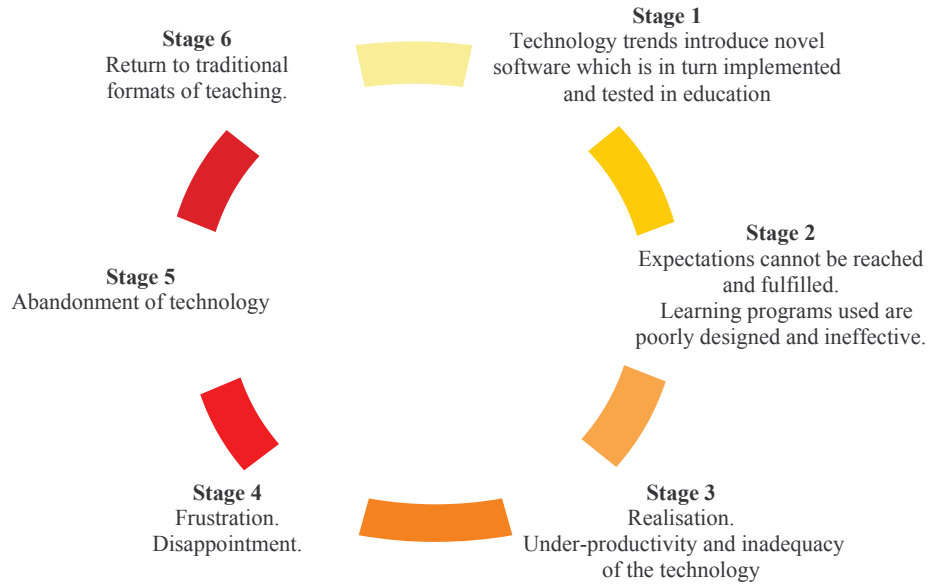 Stage 1
Technology trends introduce novel
software which is in turn implemented
and tested in education
Stage 2
Expectations cannot be reached
and fulfilled.
Learning programs used are
poorly designed and ineffective.
Stage 3
Realisation.
Under-productivity and inadequacy
of the technology
Stage 4
Frustration.
Disappointment.
Stage 5
Abandonment of technology
Stage 6
Return to traditional
formats of teaching.